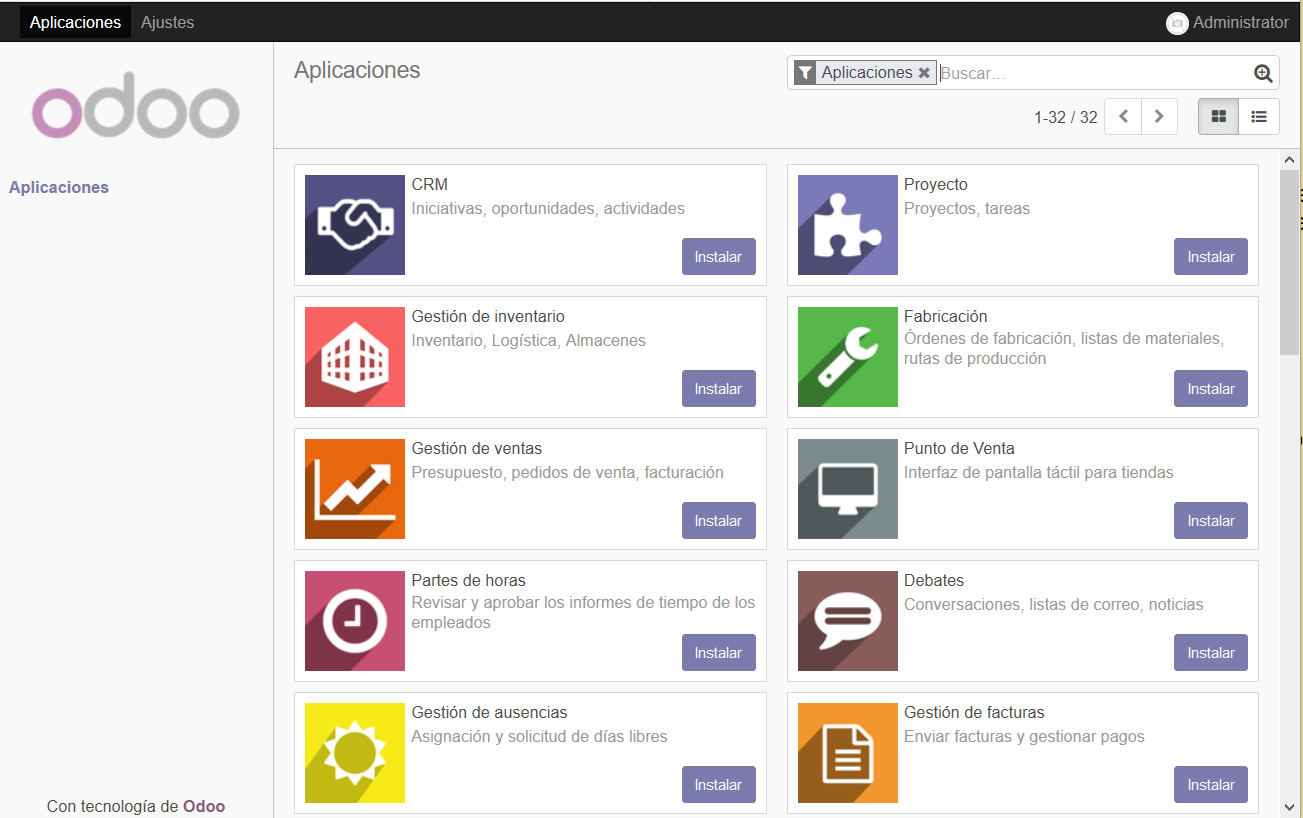 Aplicaciones Ajustes Administrator
odoo
Aplicaciones
Aplicaciones
Aplicaciones Buscar...
1-32 / 32
CRM
Iniciativas, oportunidades, actividades
Instalar
Proyecto
Proyectos, tareas
Instalar
Gestión de inventario
Inventario, Logística, Almacenes
Instalar
Fabricación
Órdenes de fabricación, listas de materiales,
rutas de producción
Instalar
Gestión de ventas
Presupuesto, pedidos de venta, facturación
Instalar
Punto de Venta
Interfaz de pantalla táctil para tiendas
Instalar
Partes de horas
Revisar y aprobar los informes de tiempo de los
empleados
Instalar
Debates
Conversaciones, listas de correo, noticias
Instalar
Gestión de ausencias
Asignación y solicitud de días libres
Instalar
Gestión de facturas
Enviar facturas y gestionar pagos
Instalar
Con tecnología de Odoo